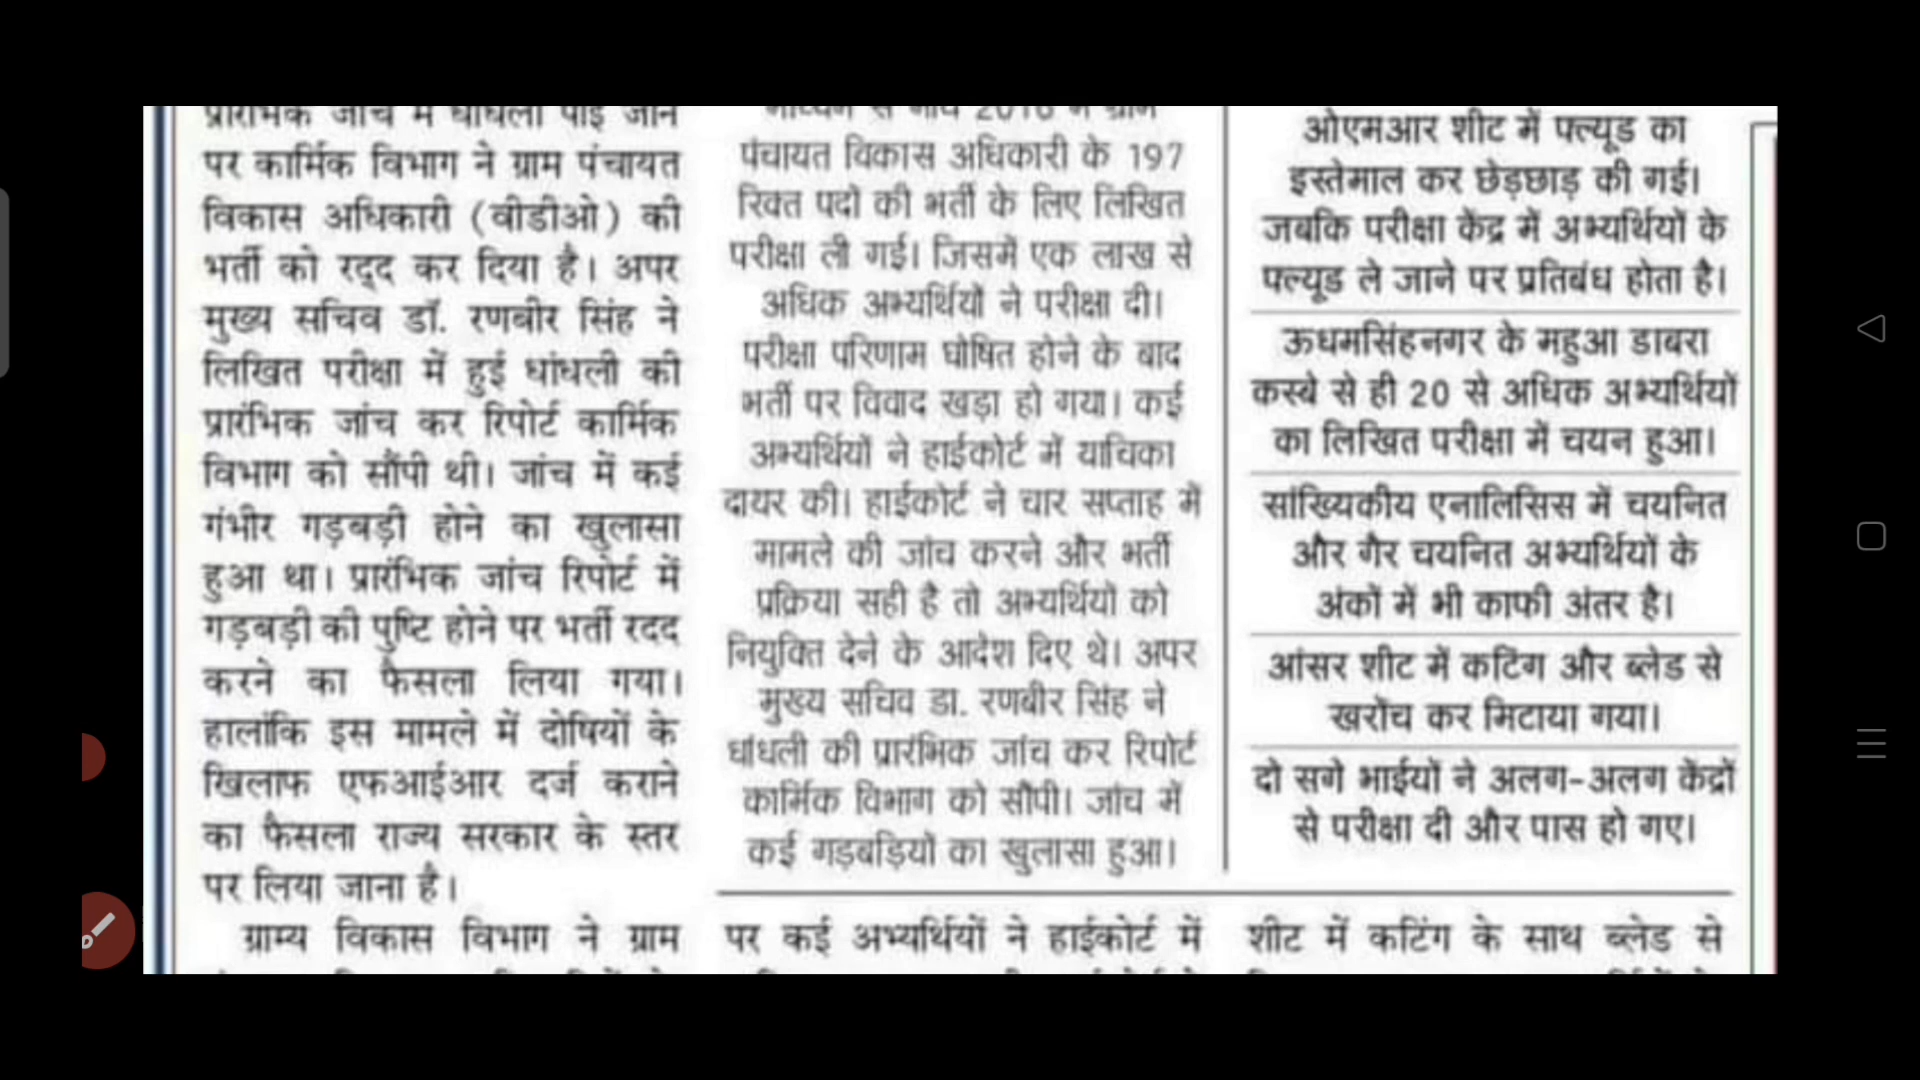 प्रारंभिक जांच में धांधली पाई जाने
पर कार्मिक विभाग ने ग्राम पंचायत
विकास अधिकारी (वीडीओ) की
भर्ती को रद्द कर दिया है। अपर
मुख्य सचिव डॉ. रणबीर सिंह ने
लिखित परीक्षा में हुई धांधली की
प्रारंभिक जांच कर रिपोर्ट कार्मिक
विभाग को सौंपी थी। जांच में कई
गंभीर गड़बड़ी होने का खुलासा
हुआ था। प्रारंभिक जांच रिपोर्ट में
गड़बड़ी की पुष्टि होने पर भर्ती रदद
करने का फैसला लिया गया।
हालांकि इस मामले में दोषियों के
खिलाफ एफआईआर दर्ज कराने
का फैसला राज्य सरकार के स्तर
पर लिया जाना है।
ग्राम्य विकास विभाग ने ग्राम
माध्यम से मार्च 2016 में ग्राम
पंचायत विकास अधिकारी के 197
रिक्त पदों की भर्ती के लिए लिखित
परीक्षा ली गई। जिसमें एक लाख से
अधिक अभ्यर्थियों ने परीक्षा दी।
परीक्षा परिणाम घोषित होने के बाद
भर्ती पर विवाद खड़ा हो गया। कई
अभ्यर्थियों ने हाईकोर्ट में याचिका
दायर की। हाईकोर्ट ने चार सप्ताह में
मामले की जांच करने और भर्ती
प्रक्रिया सही है तो अभ्यर्थियों को
नियुक्ति देने के आदेश दिए थे। अपर
मुख्य सचिव डा. रणबीर सिंह ने
धांधली की प्रारंभिक जांच कर रिपोर्ट
कार्मिक विभाग को सौंपी। जांच में
कई गड़बड़ियों का खुलासा हुआ।
पर कई अभ्यर्थियों ने हाईकोर्ट में
ओएमआर शीट में फ्ल्यूड का
इस्तेमाल कर छेड़छाड़ की गई।
जबकि परीक्षा केंद्र में अभ्यर्थियों के
फ्ल्यूड ले जाने पर प्रतिबंध होता है।
ऊधमसिंहनगर के महुआ डाबरा
कस्बे से ही 20 से अधिक अभ्यर्थियों
का लिखित परीक्षा में चयन हुआ।
सांख्यिकीय एनालिसिस में चयनित
और गैर चयनित अभ्यर्थियों के
अंकों में भी काफी अंतर है।
आंसर शीट में कटिंग और ब्लेड से
खरोंच कर मिटाया गया।
दो सगे भाईयों ने अलग-अलग केंद्रों
से परीक्षा दी और पास हो गए।
शीट में कटिंग के साथ ब्लेड से